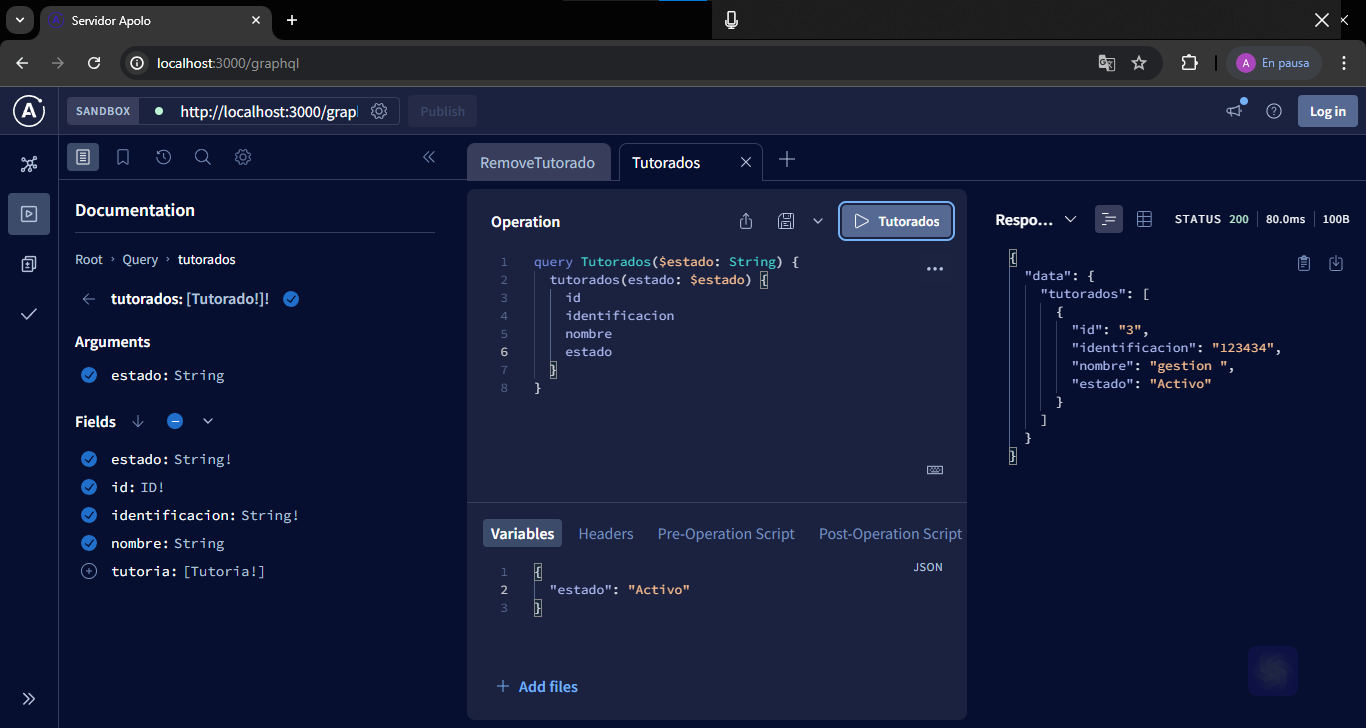 Servidor Apolo
localhost:3000/graphql
A
En pausa
SANDBOX
http://localhost:3000/grap
Publish
Log in
Documentation
Root › Query › tutorados
tutorados: [Tutorado!]!
Arguments
estado: String
Fields
estado: String!
id: ID!
identificacion: String!
nombre: String
tutoria: [Tutoria!]
RemoveTutorado
Tutorados
Operation
Tutorados
1 query Tutorados($estado: String) {
2 tutorados(estado: $estado) {
3 id
4 identificacion
5 nombre
6 estado
7 }
8 }
Variables Headers Pre-Operation Script Post-Operation Script
JSON
1 {
2 "estado": "Activo"
3 }
+ Add files
Respo...
STATUS 200 80.0ms 100B
{
"data": {
"tutorados": [
{
"id": "3",
"identificacion": "123434",
"nombre": "gestion ",
"estado": "Activo"
}
]
}
}